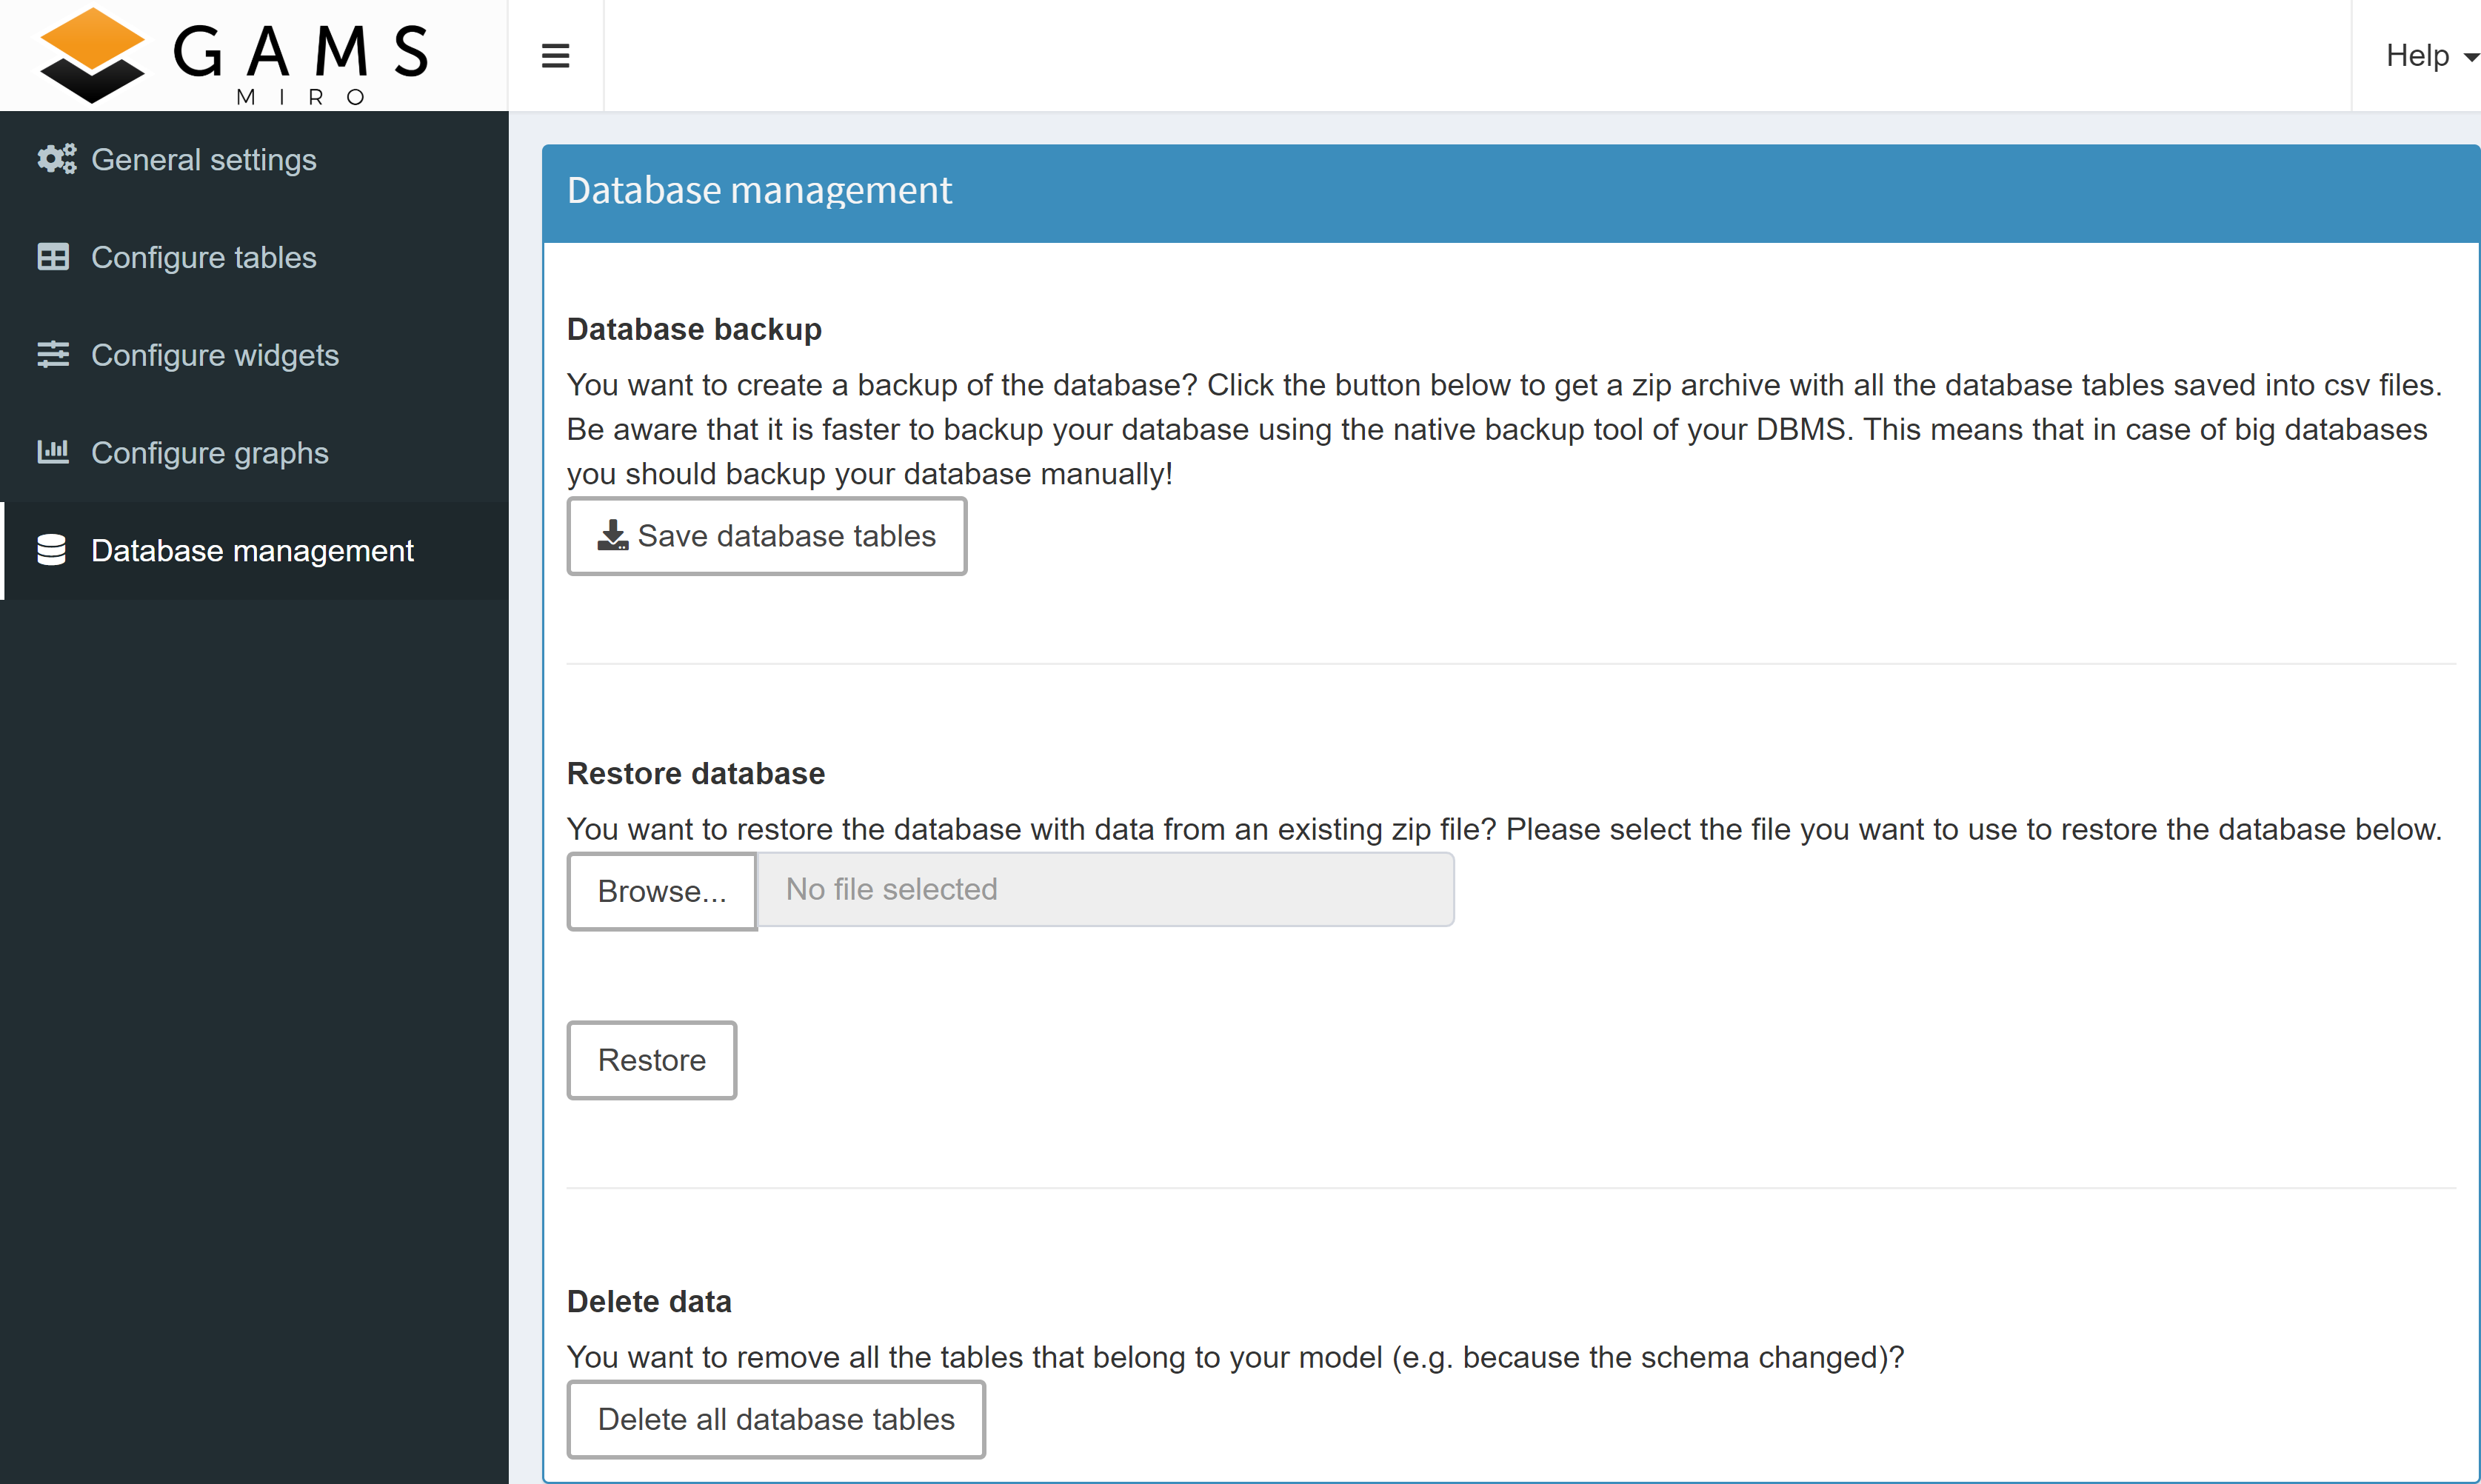 GAMS
MIRO
Help
General settings
Configure tables
Configure widgets
Configure graphs
Database management
Database management
Database backup
You want to create a backup of the database? Click the button below to get a zip archive with all the database tables saved into csv files.
Be aware that it is faster to backup your database using the native backup tool of your DBMS. This means that in case of big databases
you should backup your database manually!
Save database tables
Restore database
You want to restore the database with data from an existing zip file? Please select the file you want to use to restore the database below.
Browse... No file selected
Restore
Delete data
You want to remove all the tables that belong to your model (e.g. because the schema changed)?
Delete all database tables